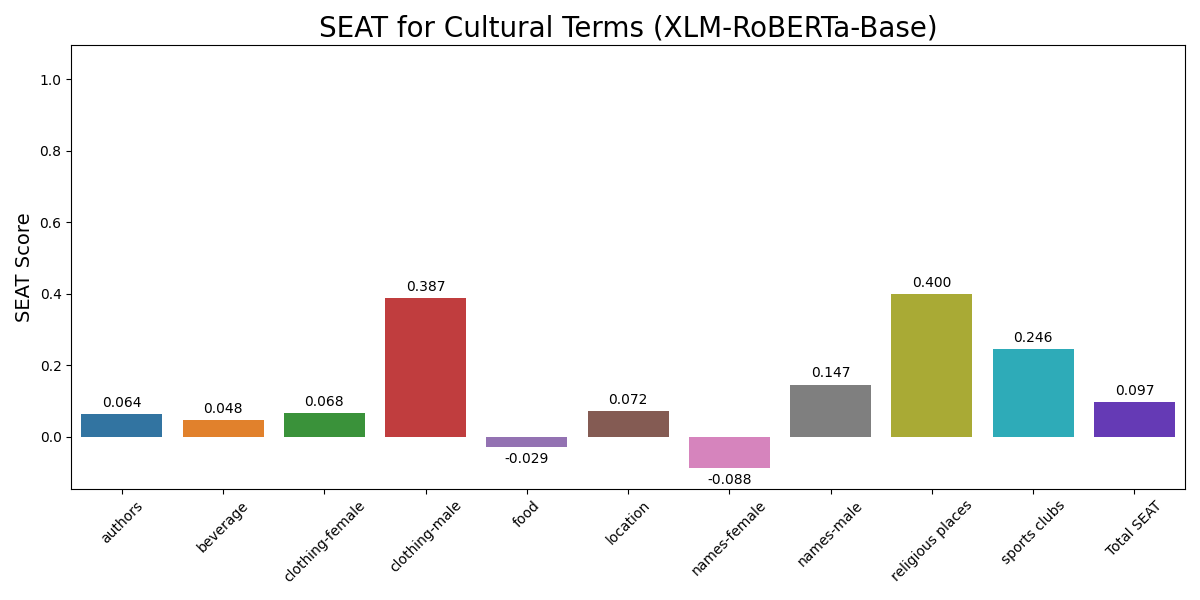 SEAT for Cultural Terms (XLM-RoBERTa-Base)
SEAT Score
1.0
0.8
0.6
0.4
0.2
0.0
0.064
0.048
0.068
0.387
-0.029
0.072
-0.088
0.147
0.400
0.246
0.097
authors
beverage
clothing-female
clothing-male
food
location
names-female
names-male
religious places
sports clubs
Total SEAT